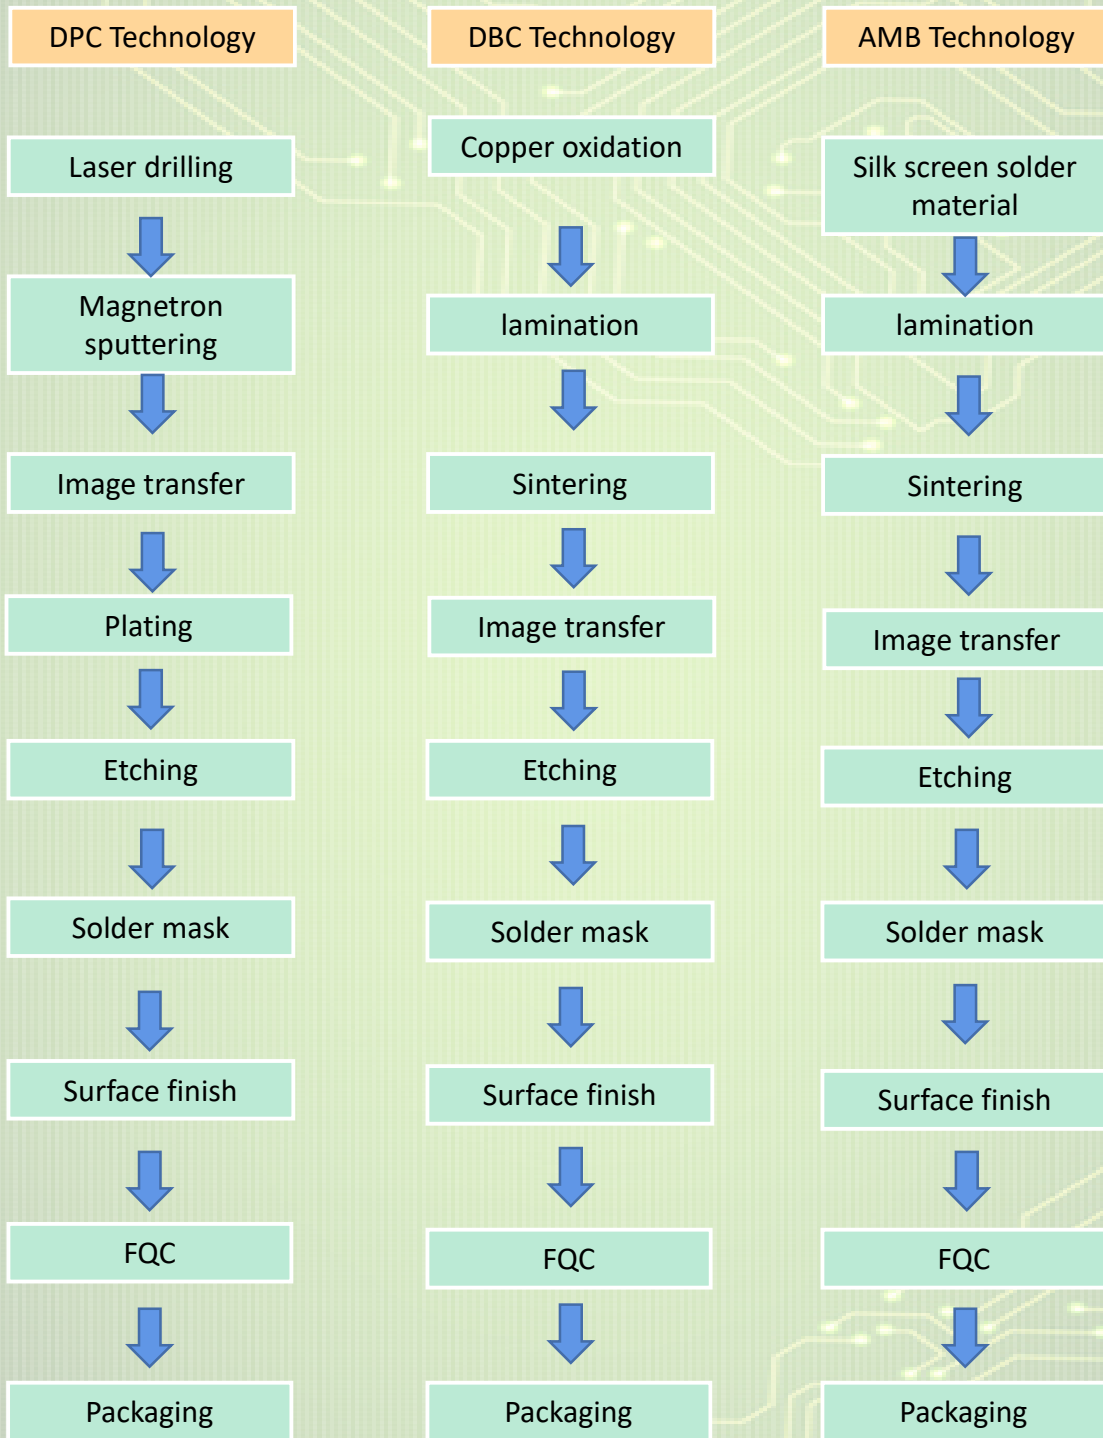 DPC Technology
Laser drilling
Magnetron
sputtering
Image transfer
Plating
Etching
Solder mask
Surface finish
FQC
Packaging
DBC Technology
Copper oxidation
lamination
Sintering
Image transfer
Etching
Solder mask
Surface finish
FQC
Packaging
AMB Technology
Silk screen solder
material
lamination
Sintering
Image transfer
Etching
Solder mask
Surface finish
FQC
Packaging